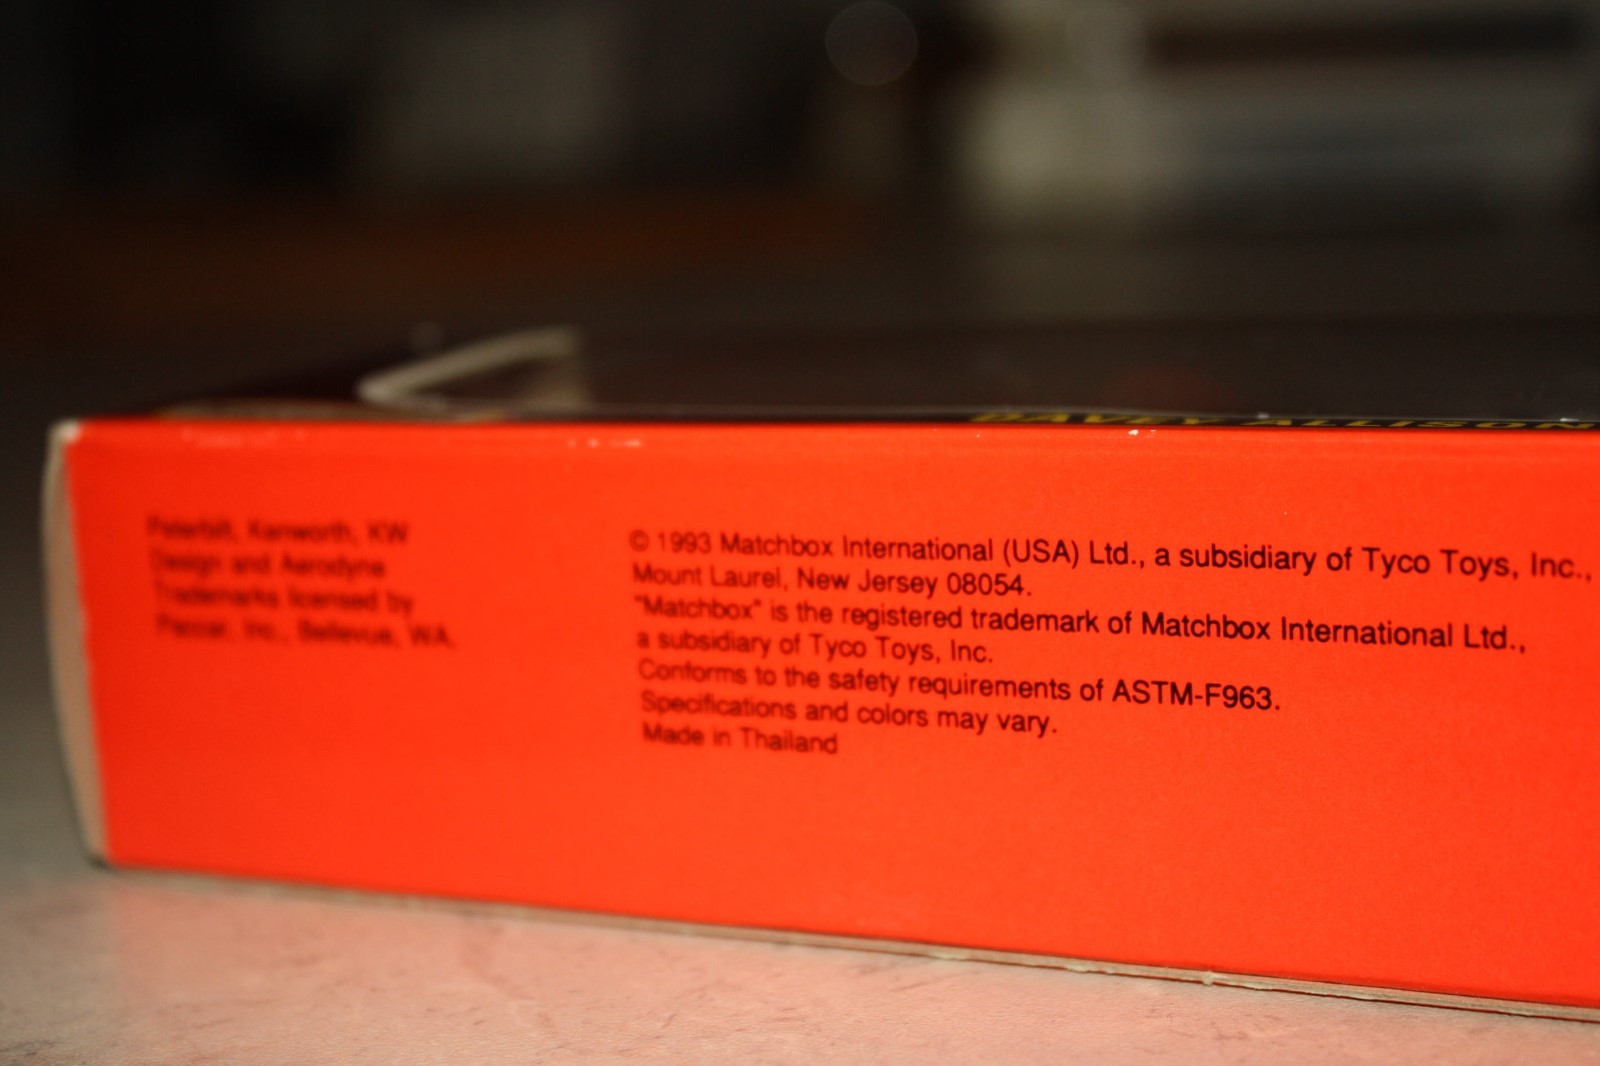 DAVEY ALLISON
Peterbilt, Kenworth, KW
Design and Aerodyne
Trademarks licensed by
Paccar, Inc., Bellevue, WA.
© 1993 Matchbox International (USA) Ltd., a subsidiary of Tyco Toys, Inc.,
Mount Laurel, New Jersey 08054.
"Matchbox" is the registered trademark of Matchbox International Ltd.,
a subsidiary of Tyco Toys, Inc.
Conforms to the safety requirements of ASTM-F963.
Specifications and colors may vary.
Made in Thailand